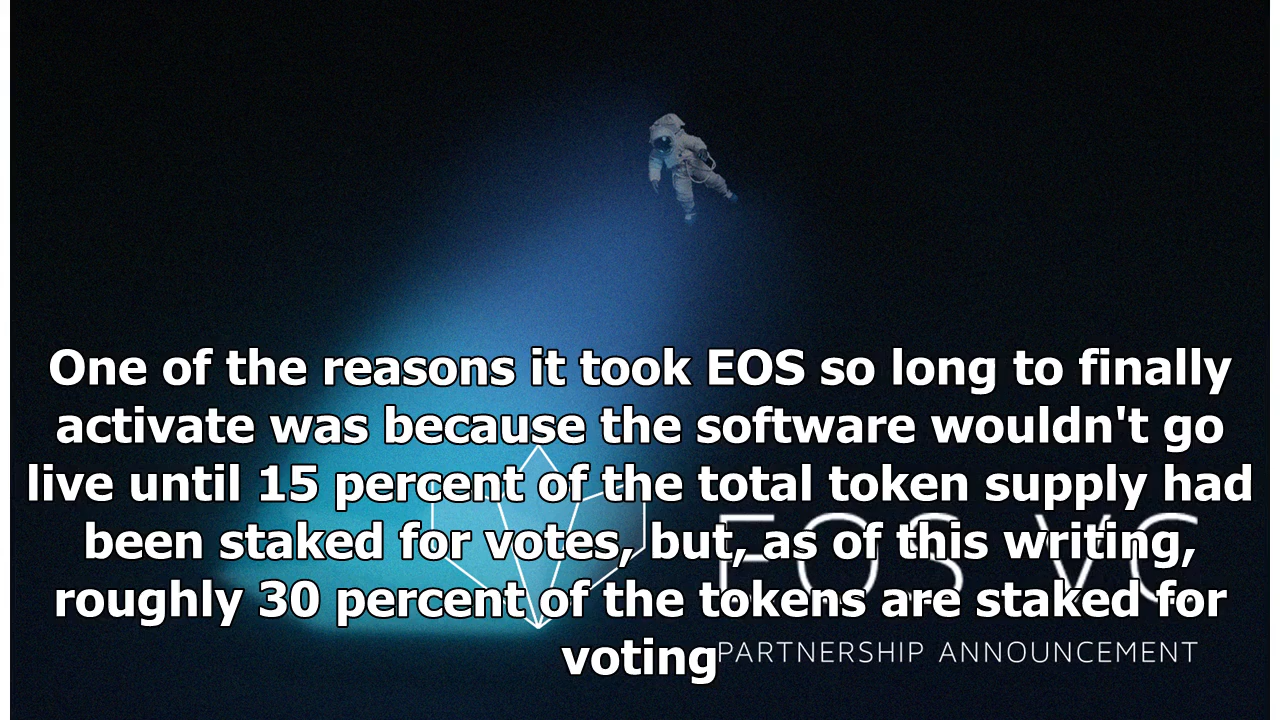 One of the reasons it took EOS so long to finally
activate was because the software wouldn't go
live until 15 percent of the total token supply had
been staked for votes, but, as of this writing,
roughly 30 percent of the tokens are staked for
voting
EOS VC
PARTNERSHIP ANNOUNCEMENT